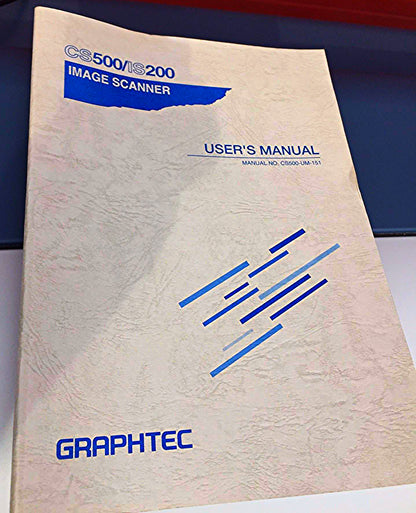 CS500/IS200
IMAGE SCANNER
USER'S MANUAL
MANUAL NO. CS500-UM-151
GRAPHTEC